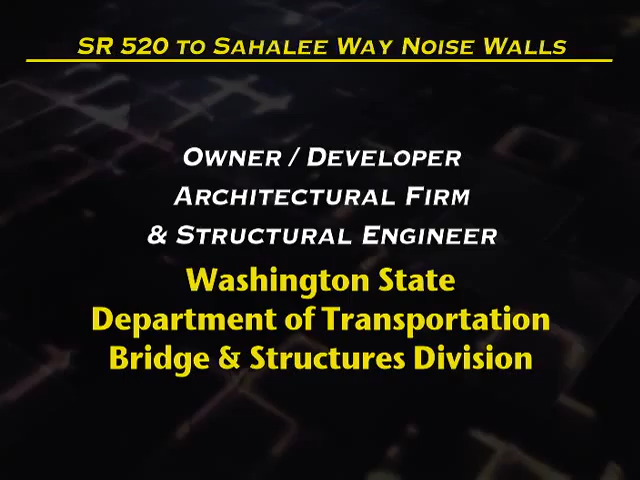 SR 520 to Sahalee Way Noise Walls
Owner / Developer
Architectural Firm
& Structural Engineer
Washington State
Department of Transportation
Bridge & Structures Division